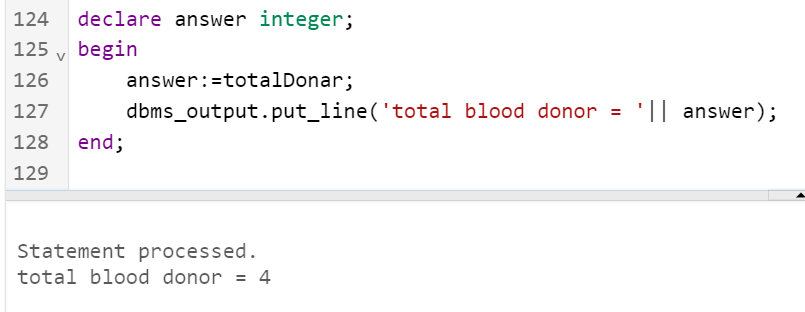 124 declare answer integer;
125 v begin
126 answer:=totalDonar;
127 dbms_output.put_line('total blood donor = '|| answer);
128 end;
129
Statement processed.
total blood donor = 4